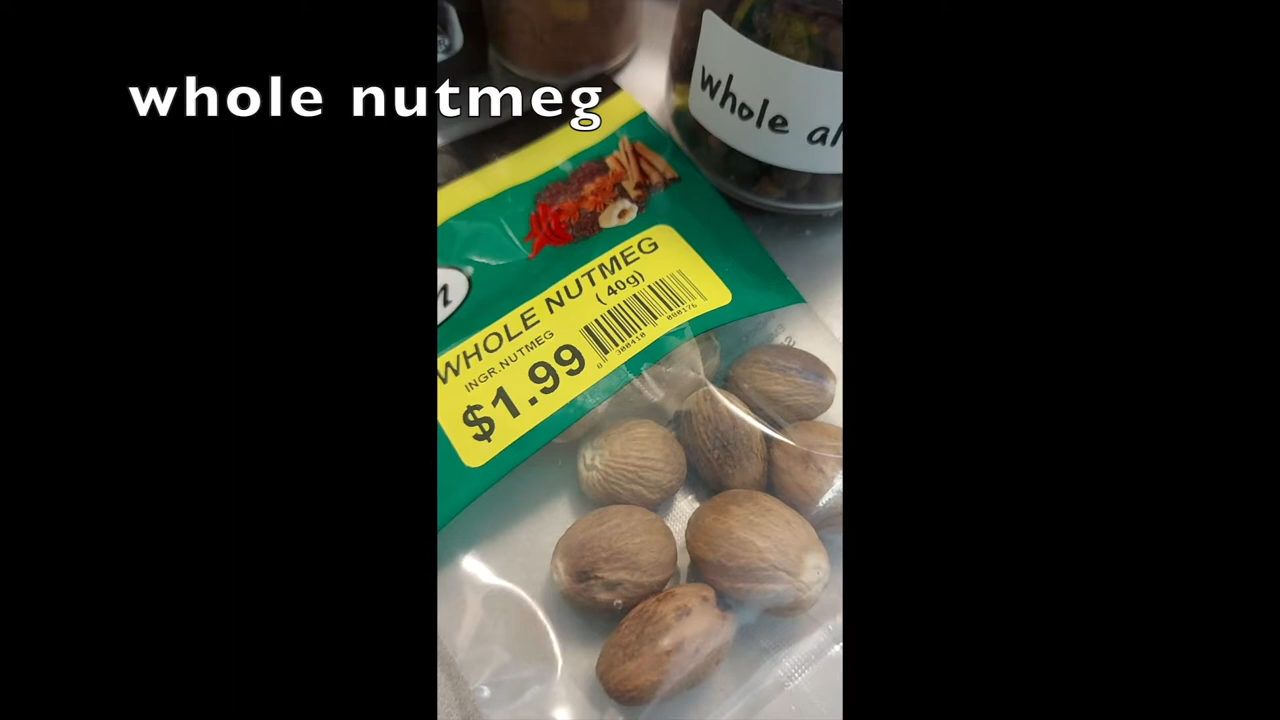 whole nutmeg
whole al
WHOLE NUTMEG
(40g)
INGR.NUTMEG
$1.99